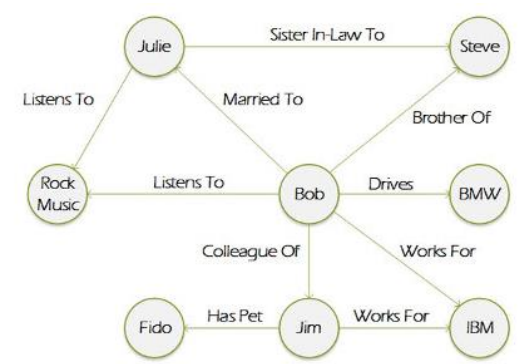 Sister In-Law To
Julie
Steve
Listens To
Married To
Brother Of
Rock
Music
Listens To
Bob
Drives
BMW
Colleague Of
Works For
Fido
Has Pet
Jim
Works For
IBM